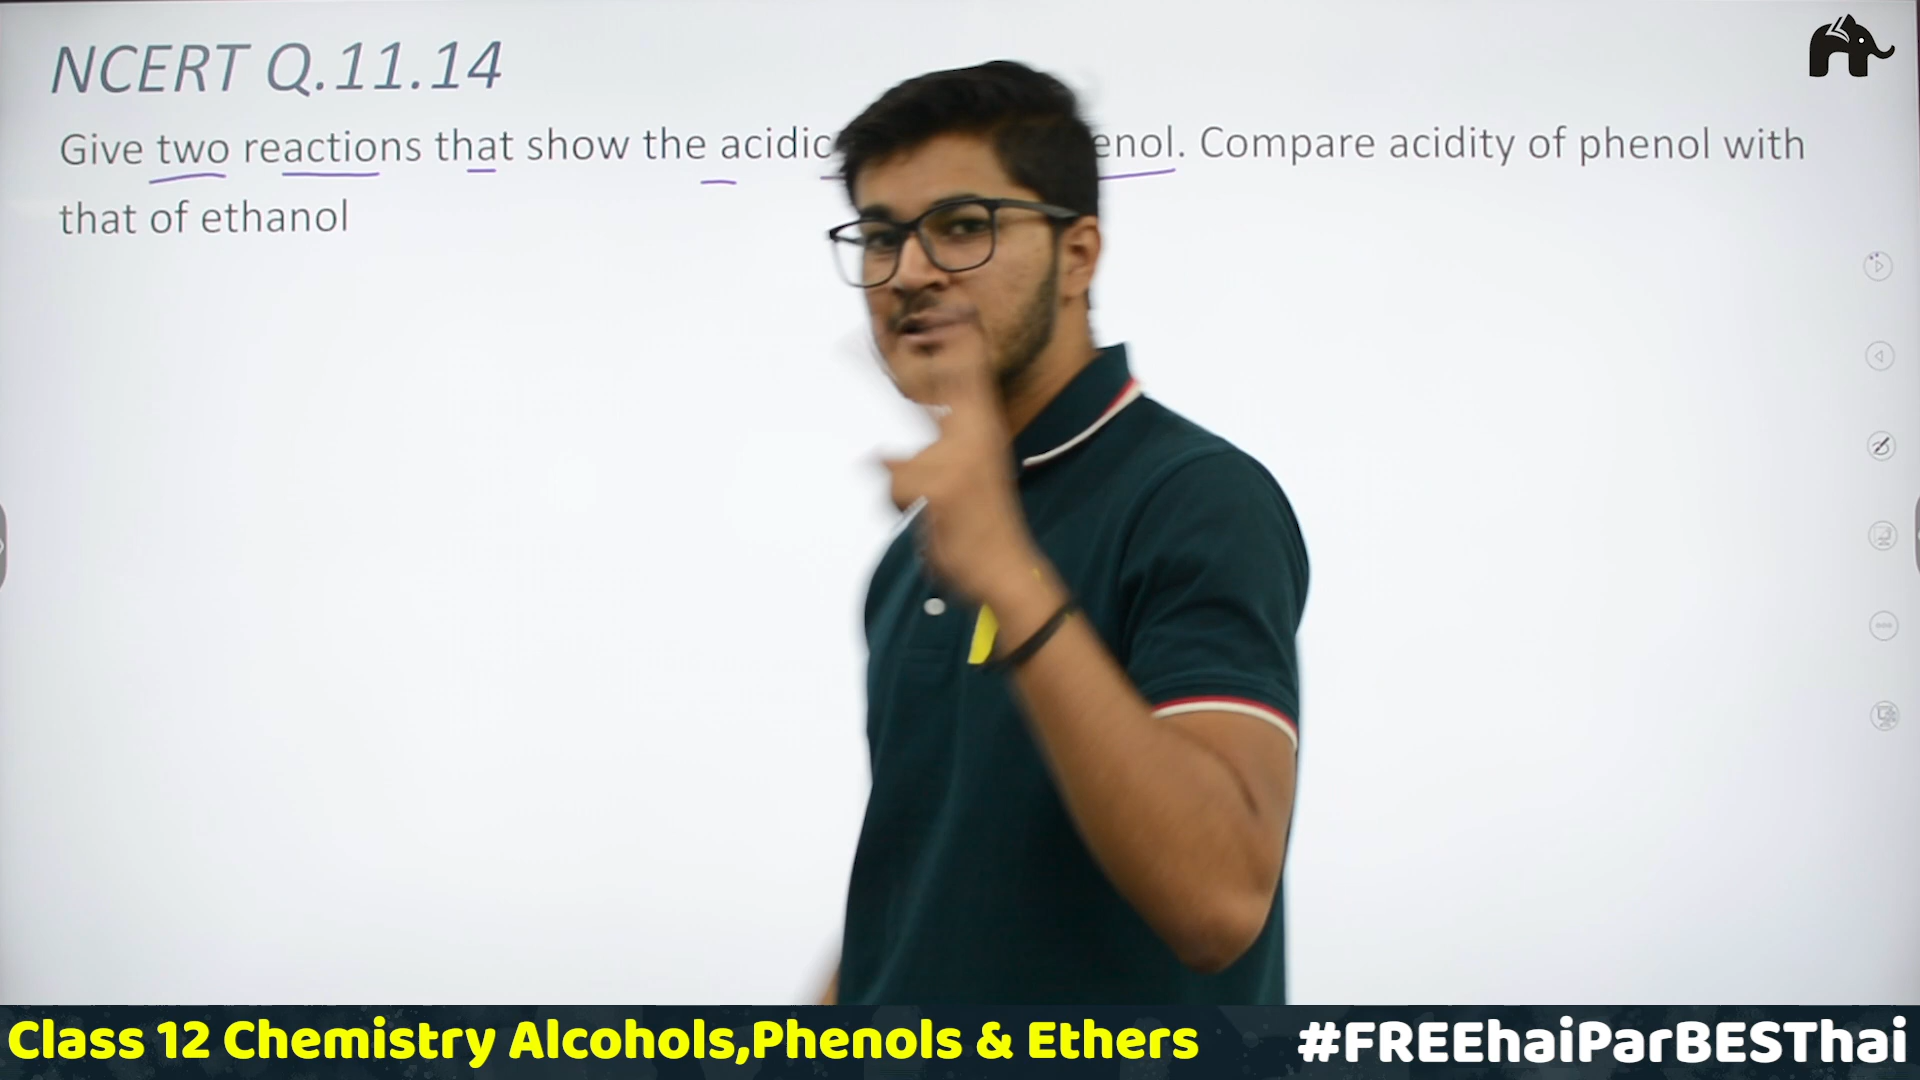 NCERT Q.11.14
Give two reactions that show the acidic enol. Compare acidity of phenol with
that of ethanol
Class 12 Chemistry Alcohols,Phenols & Ethers
#FREEhaiParBESThai